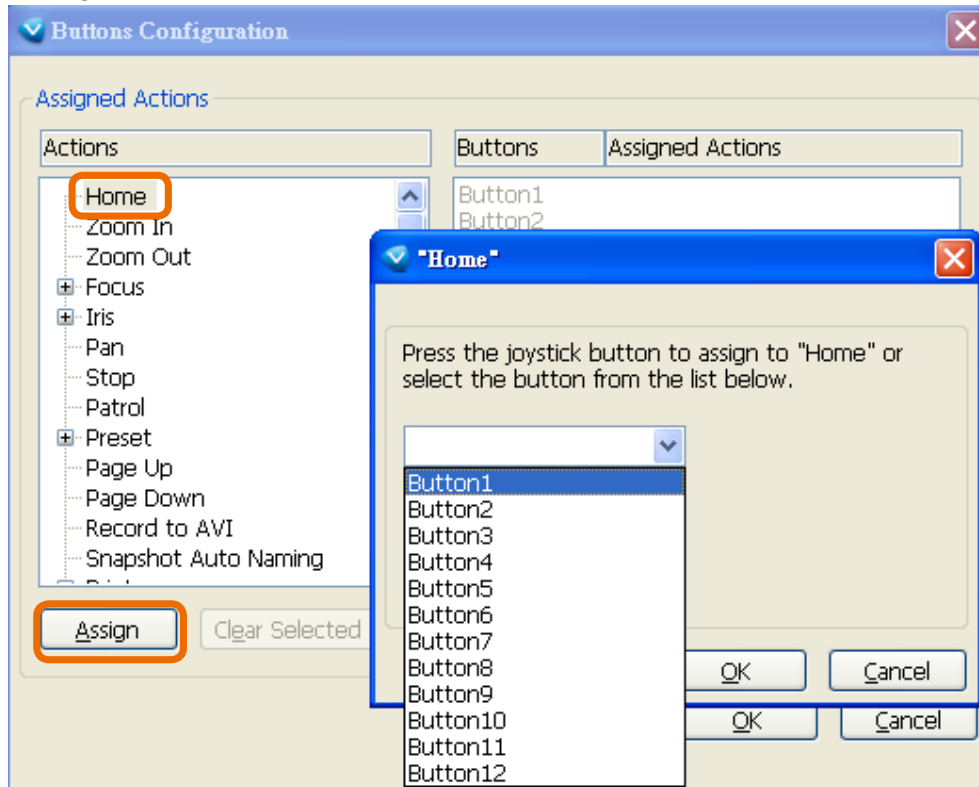 Buttons Configuration
Assigned Actions
Actions
Buttons
Assigned Actions
Home
Zoom In
Zoom Out
Focus
Iris
Pan
Stop
Patrol
Preset
Page Up
Page Down
Record to AVI
Snapshot Auto Naming
Button1
Button2
Assign
Clear Selected
"Home"
Press the joystick button to assign to "Home" or
select the button from the list below.
Button1
Button2
Button3
Button4
Button5
Button6
Button7
Button8
Button9
Button10
Button11
Button12
OK
Cancel
OK
Cancel